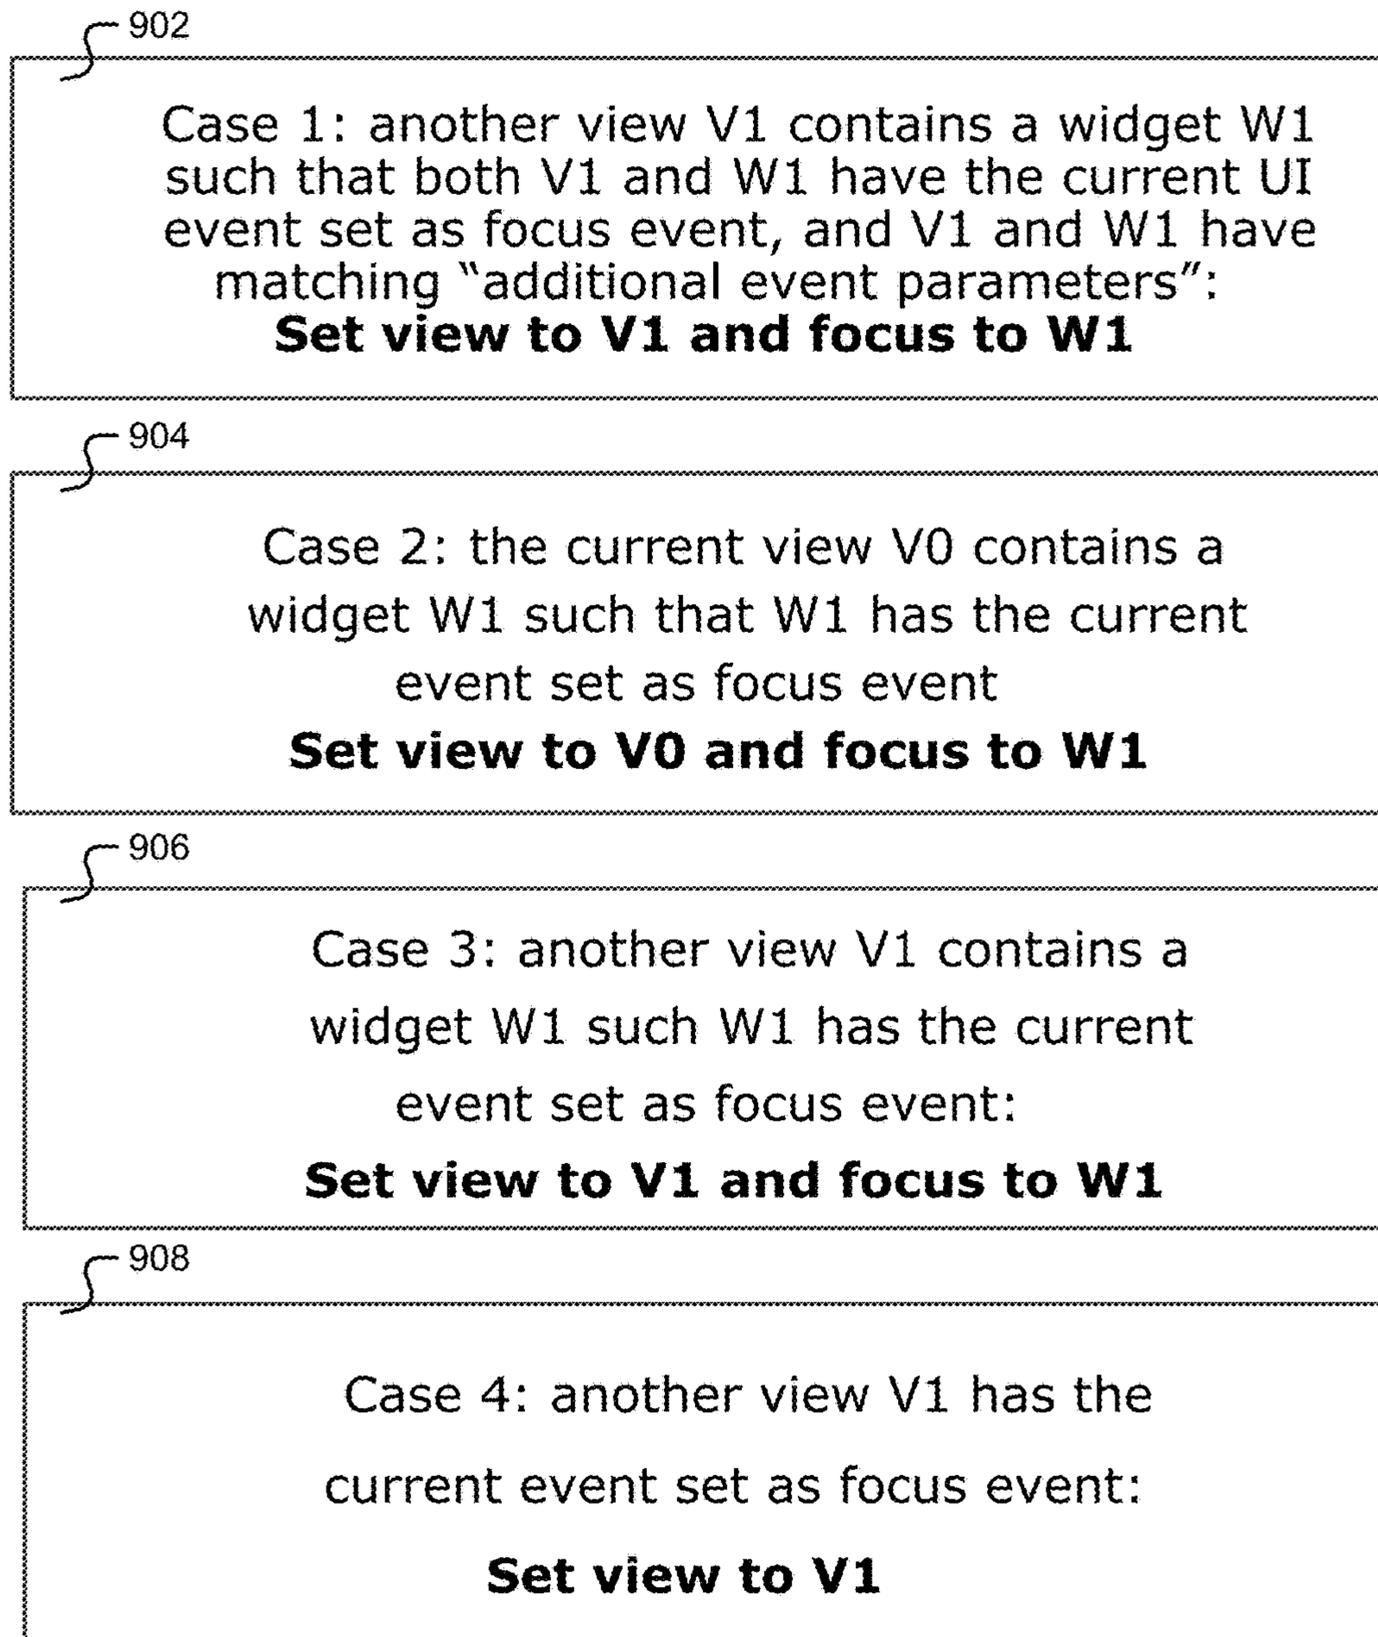 902
Case 1: another view V1 contains a widget W1
such that both V1 and W1 have the current UI
event set as focus event, and V1 and W1 have
matching “additional event parameters”:
Set view to V1 and focus to W1
904
Case 2: the current view V0 contains a
widget W1 such that W1 has the current
event set as focus event
Set view to V0 and focus to W1
906
Case 3: another view V1 contains a
widget W1 such W1 has the current
event set as focus event:
Set view to V1 and focus to W1
908
Case 4: another view V1 has the
current event set as focus event:
Set view to V1